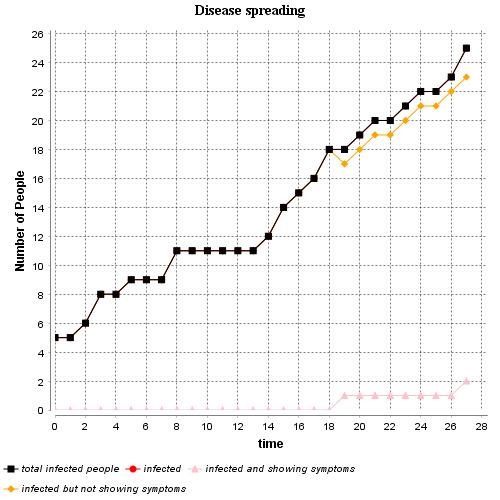 Disease spreading
26
24
22
20
18
16
14
12
10
8
6
4
2
0
Number of People
0 2 4 6 8 10 12 14 16 18 20 22 24 26 28
time
total infected people infected infected and showing symptoms
infected but not showing symptoms